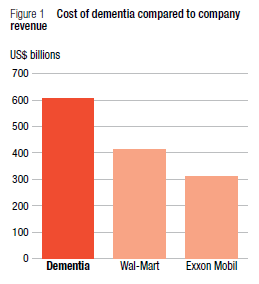 Figure 1 Cost of dementia compared to company
revenue
US$ billions
700
600
500
400
300
200
100
0
Dementia Wal-Mart Exxon Mobil